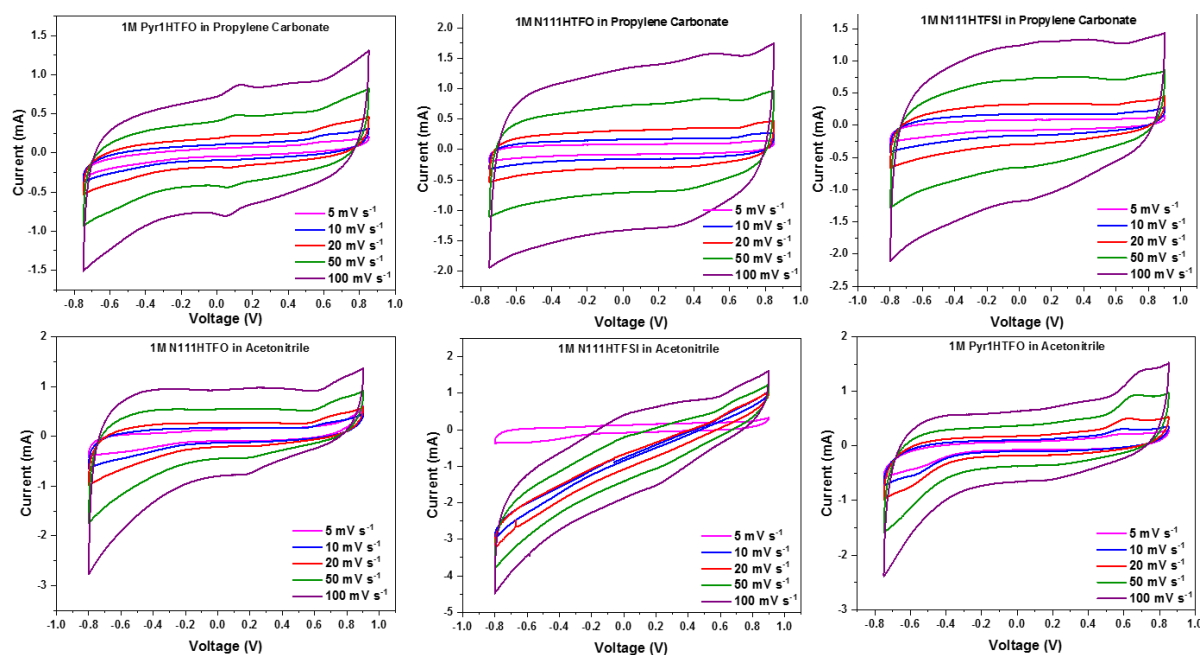 1M Pyr1HTFO in Propylene Carbonate
Current (mA)
1.5
1.0
0.5
0.0
-0.5
-1.0
1.5
5 mV s⁻¹
10 mV s⁻¹
20 mV s⁻¹
50 mV s⁻¹
100 mV s⁻¹
-0.8 -0.6 -0.4 -0.2 0.0 0.2 0.4 0.6 0.8 1.0
Voltage (V)
1M N111HTFO in Propylene Carbonate
Current (mA)
2.0
1.5
1.0
0.5
0.0
-0.5
-1.0
-1.5
-2.0
5 mV s⁻¹
10 mV s⁻¹
20 mV s⁻¹
50 mV s⁻¹
100 mV s⁻¹
-0.8 -0.6 -0.4 -0.2 0.0 0.2 0.4 0.6 0.8 1.0
Voltage (V)
1M N111HTFSI in Propylene Carbonate
Current (mA)
2.0
1.5
1.0
0.5
0.0
-0.5
-1.0
-1.5
-2.0
-2.5
5 mV s⁻¹
10 mV s⁻¹
20 mV s⁻¹
50 mV s⁻¹
100 mV s⁻¹
-0.8 -0.6 -0.4 -0.2 0.0 0.2 0.4 0.6 0.8 1.0
Voltage (V)
1M N111HTFO in Acetonitrile
Current (mA)
2
1
0
-1
-2
-3
5 mV s⁻¹
10 mV s⁻¹
20 mV s⁻¹
50 mV s⁻¹
100 mV s⁻¹
-1.0 -0.8 -0.6 -0.4 -0.2 0.0 0.2 0.4 0.6 0.8 1.0
Voltage (V)
1M N111HTFSI in Acetonitrile
Current (mA)
2
1
0
-1
-2
-3
-4
-5
5 mV s⁻¹
10 mV s⁻¹
20 mV s⁻¹
50 mV s⁻¹
100 mV s⁻¹
-1.0 -0.8 -0.6 -0.4 -0.2 0.0 0.2 0.4 0.6 0.8 1.0
Voltage (V)
1M Pyr1HTFO in Acetonitrile
Current (mA)
2
1
0
-1
-2
-3
5 mV s⁻¹
10 mV s⁻¹
20 mV s⁻¹
50 mV s⁻¹
100 mV s⁻¹
-0.8 -0.6 -0.4 -0.2 0.0 0.2 0.4 0.6 0.8 1.0
Voltage (V)